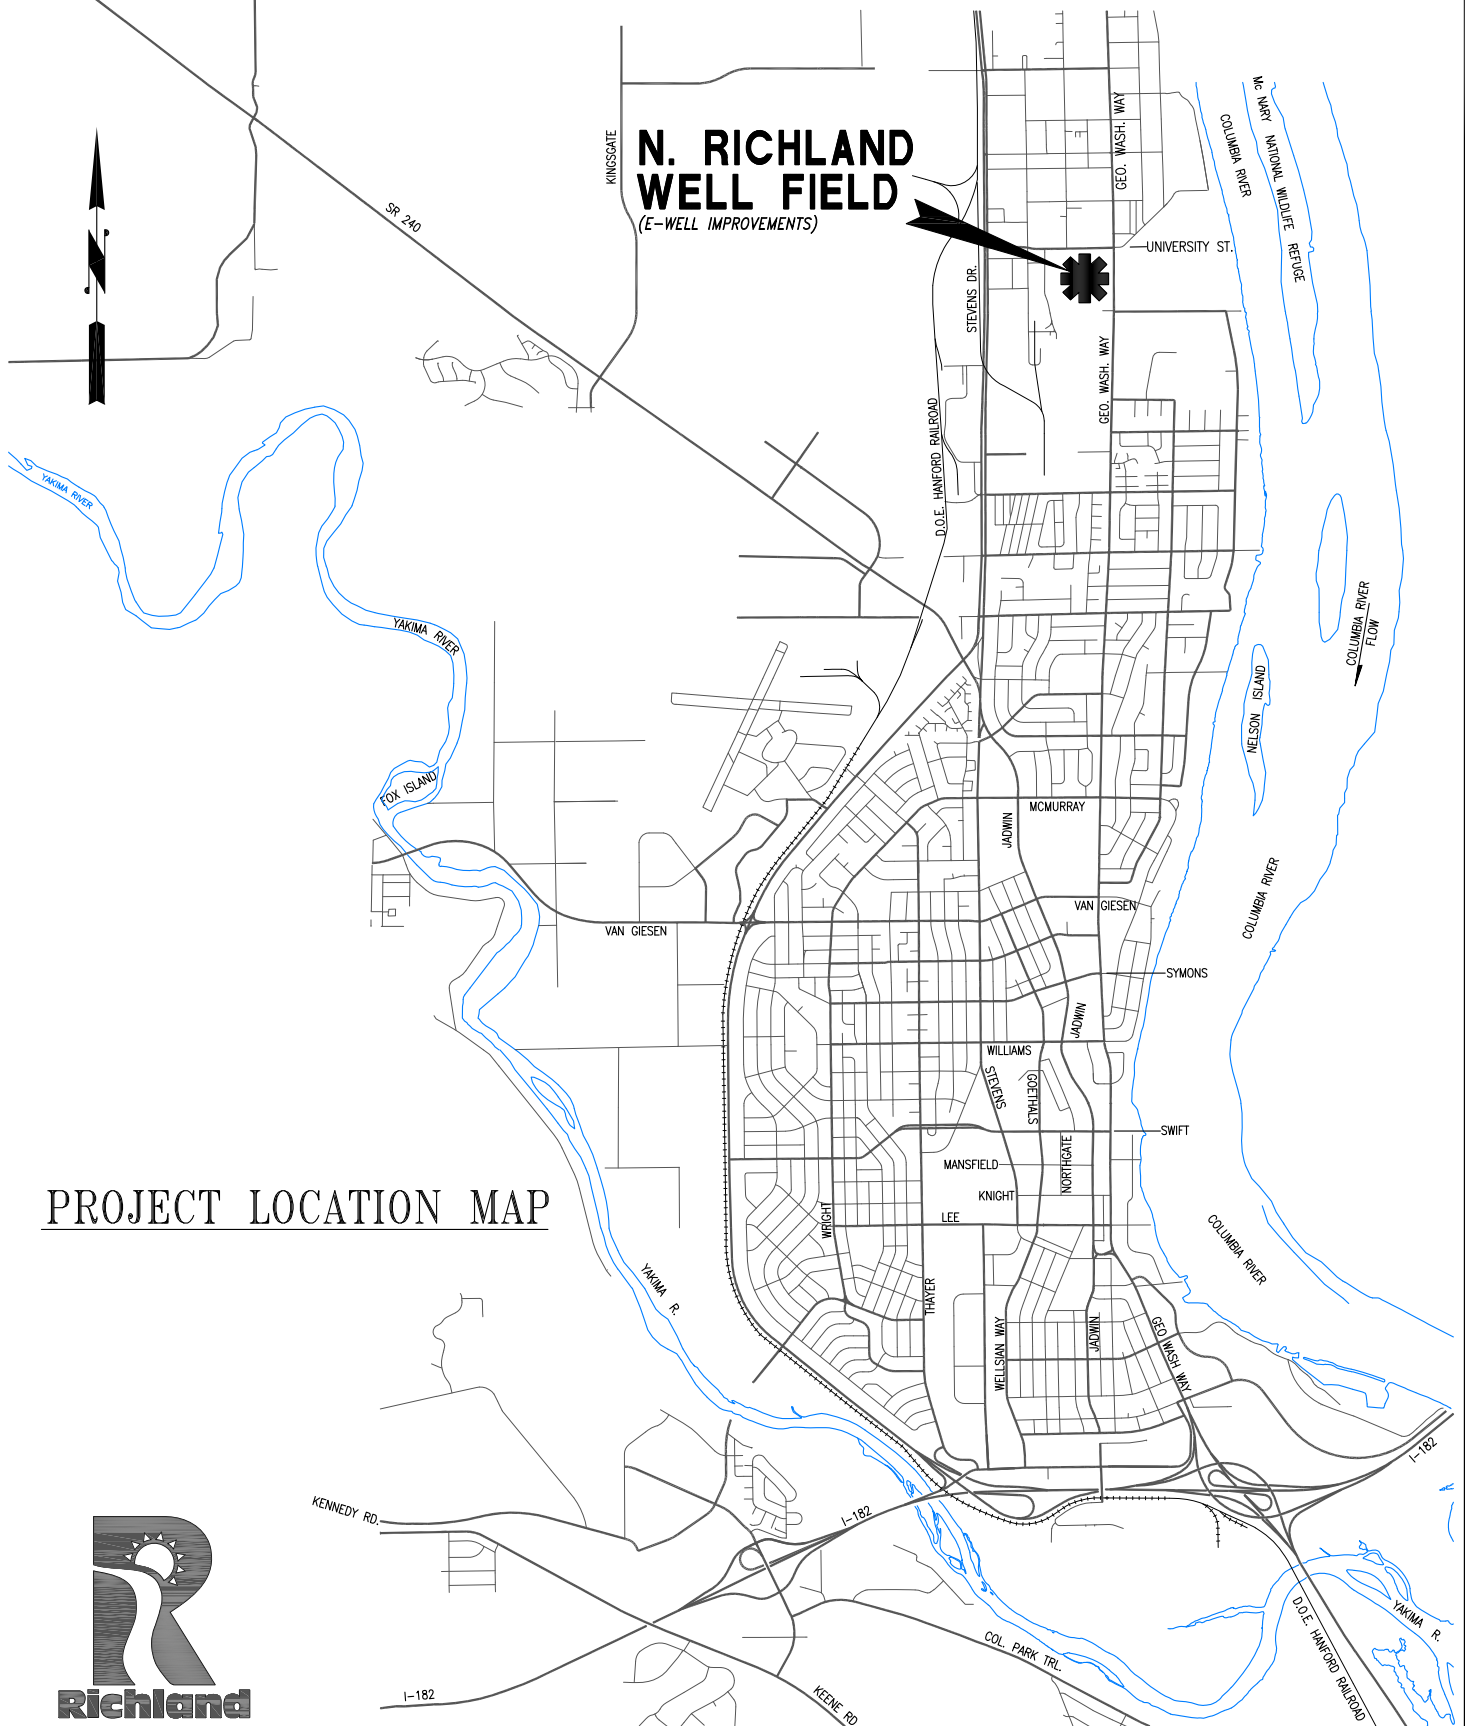 Mc NARY NATIONAL WILDLIFE REFUGE
COLUMBIA RIVER
GEO. WASH. WAY
KINGSGATE
N. RICHLAND
WELL FIELD
(E-WELL IMPROVEMENTS)
SR 240
UNIVERSITY ST.
STEVENS DR.
GEO. WASH. WAY
D.O.E. HANFORD RAILROAD
YAKIMA RIVER
YAKIMA RIVER
COLUMBIA RIVER
FLOW
NELSON ISLAND
FOX ISLAND
MCMURRAY
JADWIN
COLUMBIA RIVER
VAN GIESEN
VAN GIESEN
SYMONS
JADWIN
WILLIAMS
STEVENS
GOETHALS
SWIFT
NORTHGATE
MANSFIELD
KNIGHT
PROJECT LOCATION MAP
WRIGHT
LEE
COLUMBIA RIVER
YAKIMA R.
THAYER
WELLSIAN WAY
JADWIN
GEO WASH WAY
I-182
KENNEDY RD.
I-182
D.O.E. HANFORD RAILROAD
YAKIMA R.
COL. PARK TRL.
KEENE RD
I-182
Richland